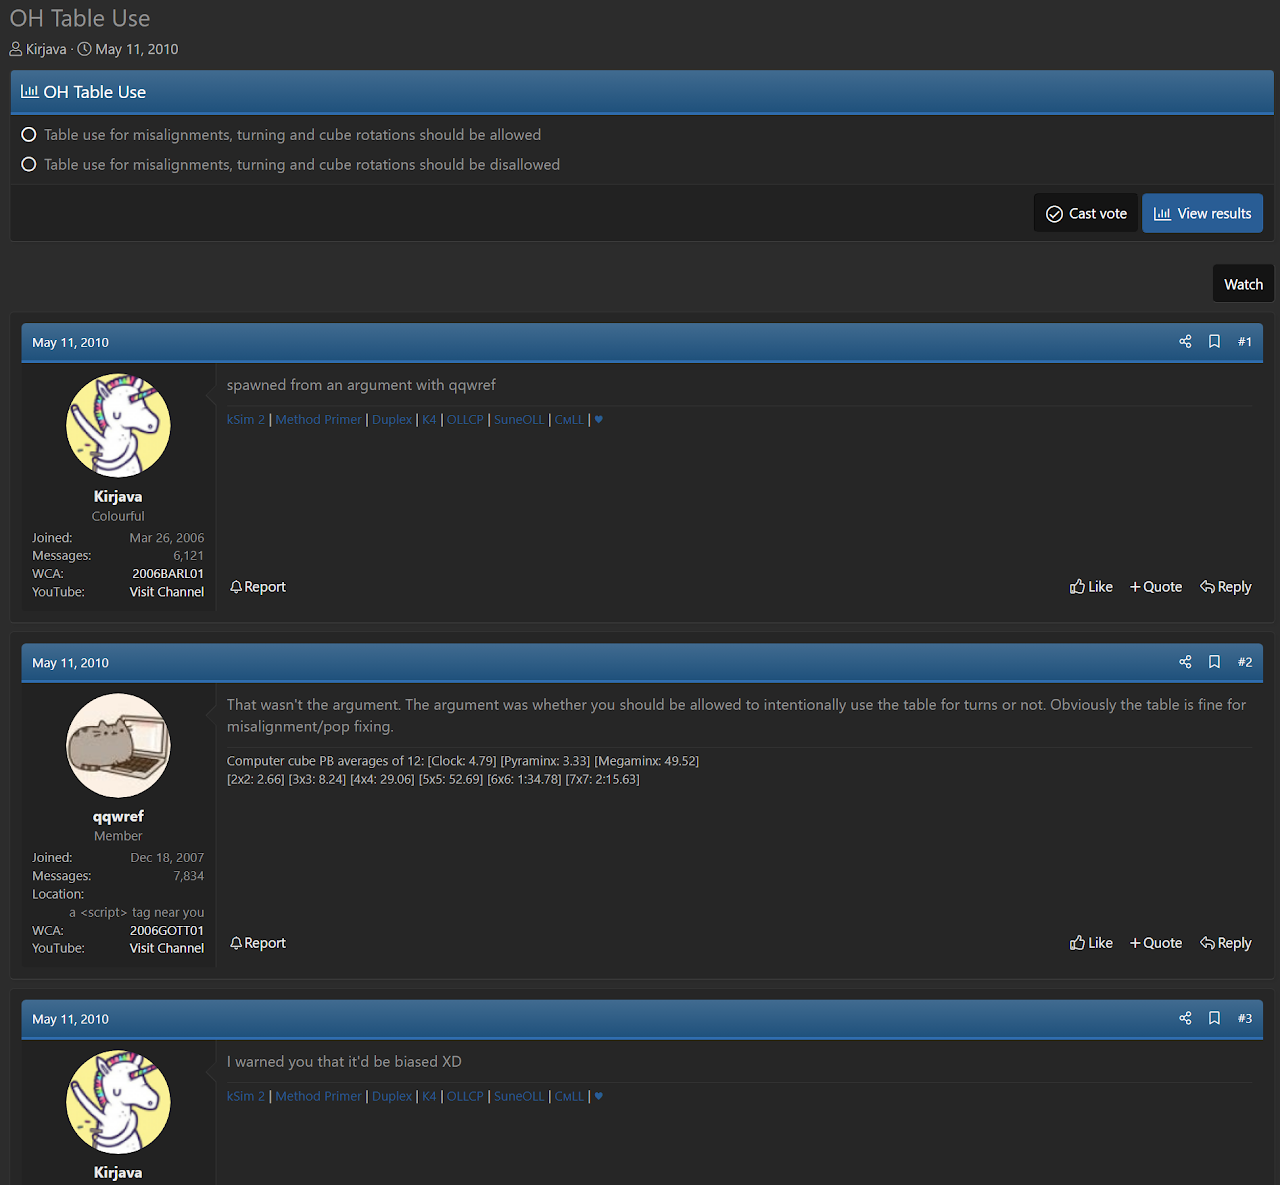 OH Table Use
Kirjava · May 11, 2010
OH Table Use
Table use for misalignments, turning and cube rotations should be allowed
Table use for misalignments, turning and cube rotations should be disallowed
Cast vote View results
Watch
May 11, 2010 #1
spawned from an argument with qqwref
kSim 2 | Method Primer | Duplex | K4 | OLLCP | SuneOLL | CмLL | ♥
Kirjava
Colourful
Joined: Mar 26, 2006
Messages: 6,121
WCA: 2006BARL01
YouTube: Visit Channel
Report Like Quote Reply
May 11, 2010 #2
That wasn't the argument. The argument was whether you should be allowed to intentionally use the table for turns or not. Obviously the table is fine for
misalignment/pop fixing.
Computer cube PB averages of 12: [Clock: 4.79] [Pyraminx: 3.33] [Megaminx: 49.52]
[2x2: 2.66] [3x3: 8.24] [4x4: 29.06] [5x5: 52.69] [6x6: 1:34.78] [7x7: 2:15.63]
qqwref
Member
Joined: Dec 18, 2007
Messages: 7,834
Location:
a <script> tag near you
WCA: 2006GOTT01
YouTube: Visit Channel
Report Like Quote Reply
May 11, 2010 #3
I warned you that it'd be biased XD
kSim 2 | Method Primer | Duplex | K4 | OLLCP | SuneOLL | CмLL | ♥
Kirjava